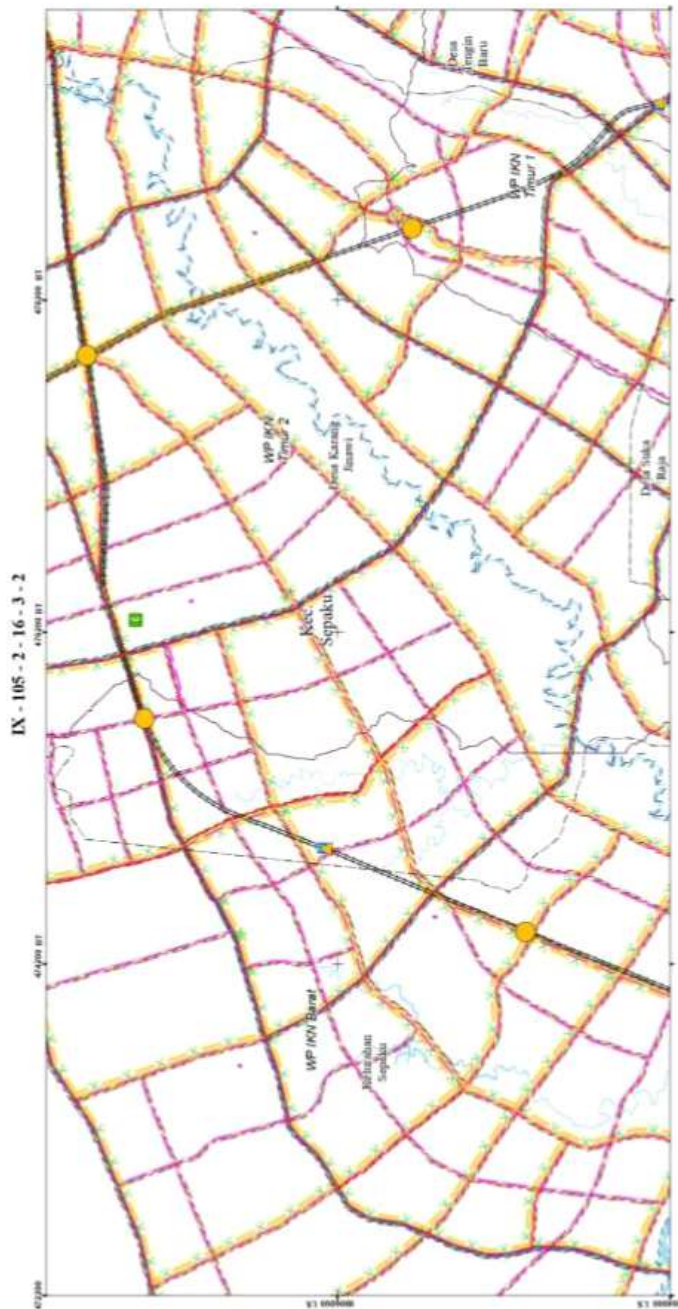 IX - 105 - 2 - 16 - 3 - 2
WP IKN Barat
Kelurahan
Sepaku
Kec.
Sepaku
WP IKN
Timur 2
Desa Karang
Jinawi
Desa Suka
Raja
WP IKN
Timur 1
Desa
Tengin
Baru